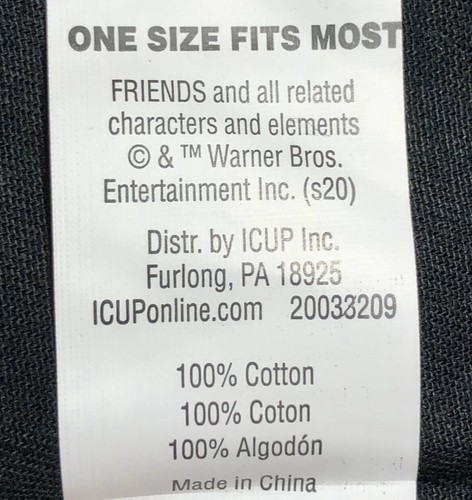 ONE SIZE FITS MOST
FRIENDS and all related
characters and elements
© & ™ Warner Bros.
Entertainment Inc. (s20)
Distr. by ICUP Inc.
Furlong, PA 18925
ICUPonline.com 20033209
100% Cotton
100% Coton
100% Algodón
Made in China